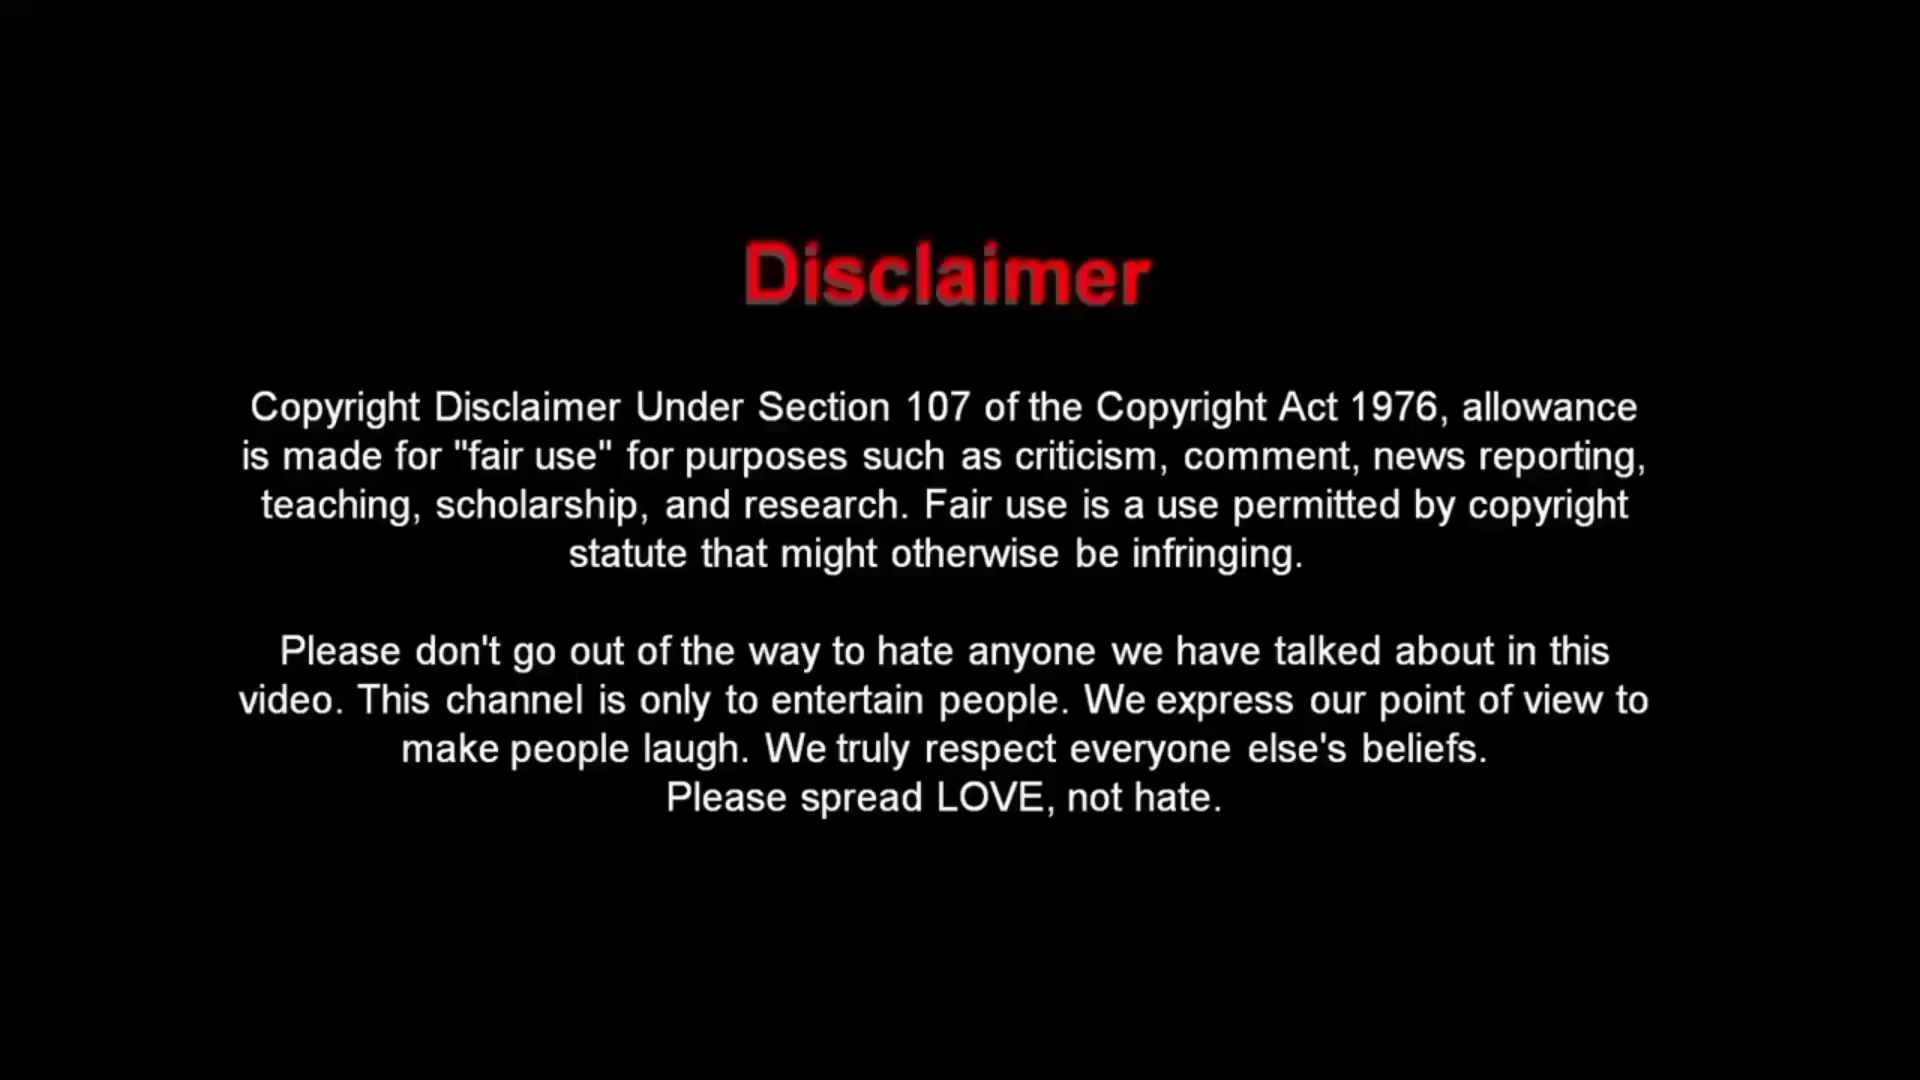 Disclaimer
Copyright Disclaimer Under Section 107 of the Copyright Act 1976, allowance
is made for "fair use" for purposes such as criticism, comment, news reporting,
teaching, scholarship, and research. Fair use is a use permitted by copyright
statute that might otherwise be infringing.
Please don't go out of the way to hate anyone we have talked about in this
video. This channel is only to entertain people. We express our point of view to
make people laugh. We truly respect everyone else's beliefs.
Please spread LOVE, not hate.